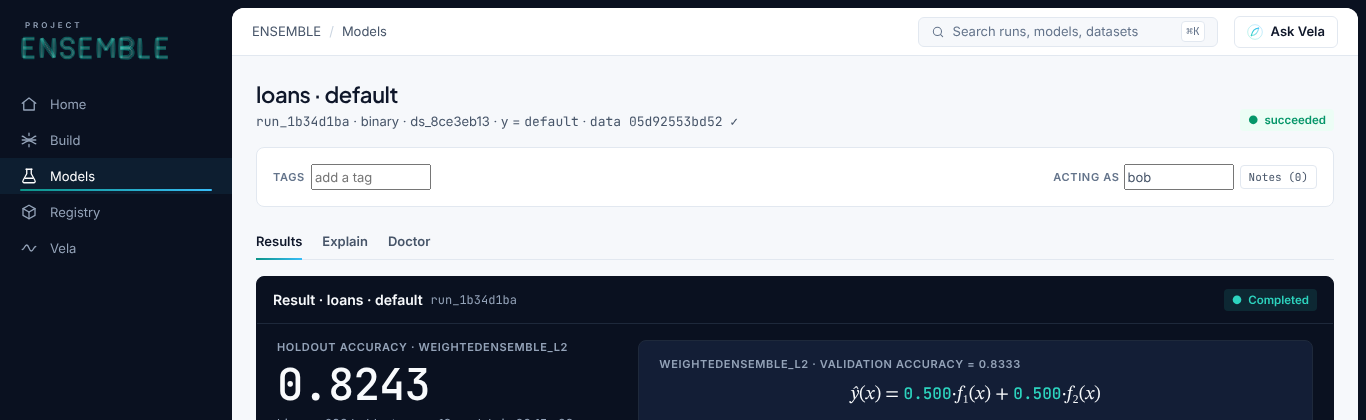 PROJECT
ENSEMBLE
Home
Build
Models
Registry
Vela
ENSEMBLE / Models
Search runs, models, datasets
⌘K
Ask Vela
loans · default
run_1b34d1ba · binary · ds_8ce3eb13 · y = default · data 05d92553bd52 ✓
succeeded
TAGS add a tag
ACTING AS bob
Notes (0)
Results Explain Doctor
Result · loans · default run_1b34d1ba
Completed
HOLDOUT ACCURACY · WEIGHTEDENSEMBLE_L2
0.8243
WEIGHTEDENSEMBLE_L2 · VALIDATION ACCURACY = 0.8333
ŷ(x) = 0.500·f₁(x) + 0.500·f₂(x)